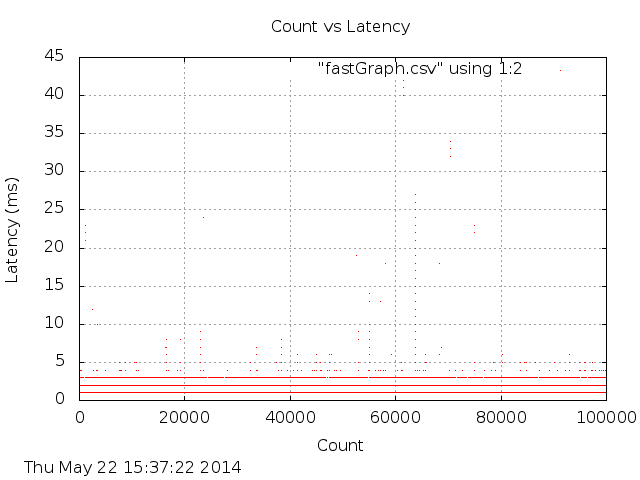 Count vs Latency
"fastGraph.csv" using 1:2
45
40
35
30
25
20
15
10
5
0
Latency (ms)
0 20000 40000 60000 80000 100000
Count
Thu May 22 15:37:22 2014